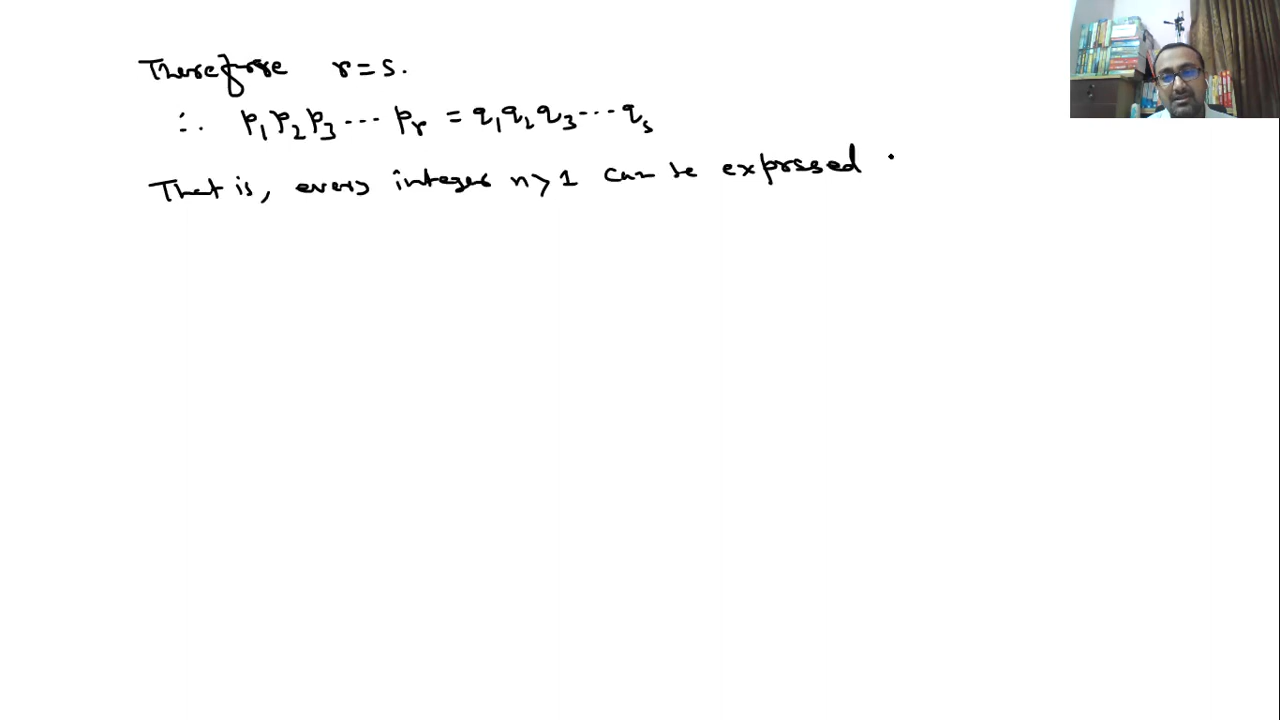 Therefore r = s.
∴ p₁p₂p₃ ⋯ pᵣ = q₁q₂q₃ ⋯ qₛ
That is, every integer n > 1 can be expressed